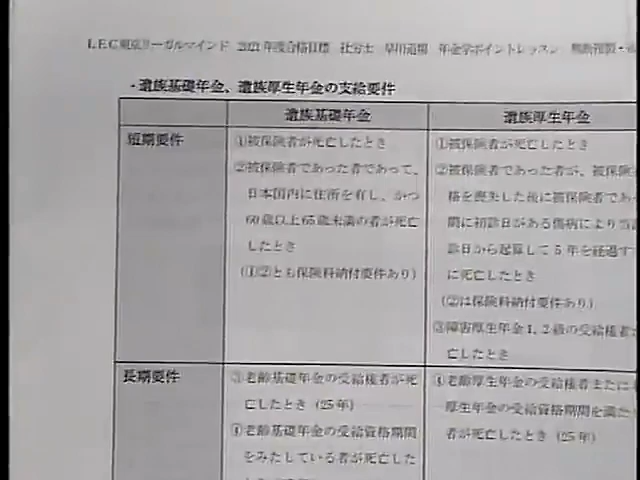 LEC東京リーガルマインド 2021年度合格目標 社労士 早川道場 年金学ポイントレッスン 無断複製・
・遺族基礎年金、遺族厚生年金の支給要件
遺族基礎年金
遺族厚生年金
短期要件
①被保険者が死亡したとき
②被保険者であった者であって、
日本国内に住所を有し、かつ
60歳以上65歳未満の者が死亡
したとき
(①②とも保険料納付要件あり)
①被保険者が死亡したとき
②被保険者であった者が、被保険
格を喪失した後に被保険者であ
間に初診日がある傷病により当
診日から起算して5年を経過す
に死亡したとき
(②は保険料納付要件あり)
③障害厚生年金1、2級の受給権者
亡したとき
長期要件
③老齢基礎年金の受給権者が死
亡したとき(25年)
④老齢基礎年金の受給資格期間
をみたしている者が死亡した
④老齢厚生年金の受給権者または
厚生年金の受給資格期間を満た
者が死亡したとき(25年)